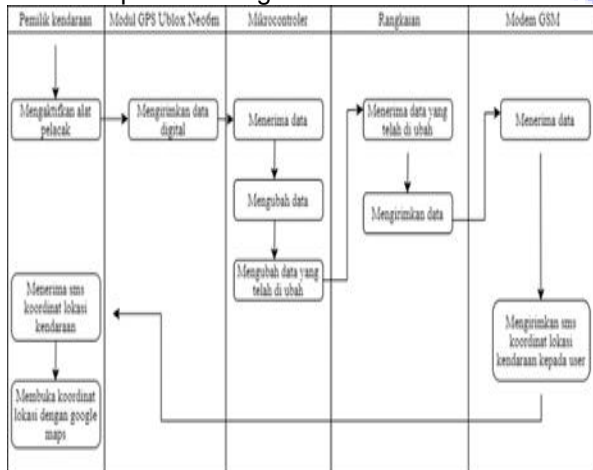 Pemilik kendaraan
Modul GPS Ublox Neo6m
Mikrocontroler
Rangkaian
Modem GSM
Mengaktifkan alat
pelacak
Mengirimkan data
digital
Menerima data
Mengubah data
Mengubah data yang
telah di ubah
Menerima data yang
telah di ubah
Mengirimkan data
Menerima data
Mengirimkan sms
koordinat lokasi
kendaraan kepada user
Menerima sms
koordinat lokasi
kendaraan
Membuka koordinat
lokasi dengan google
maps